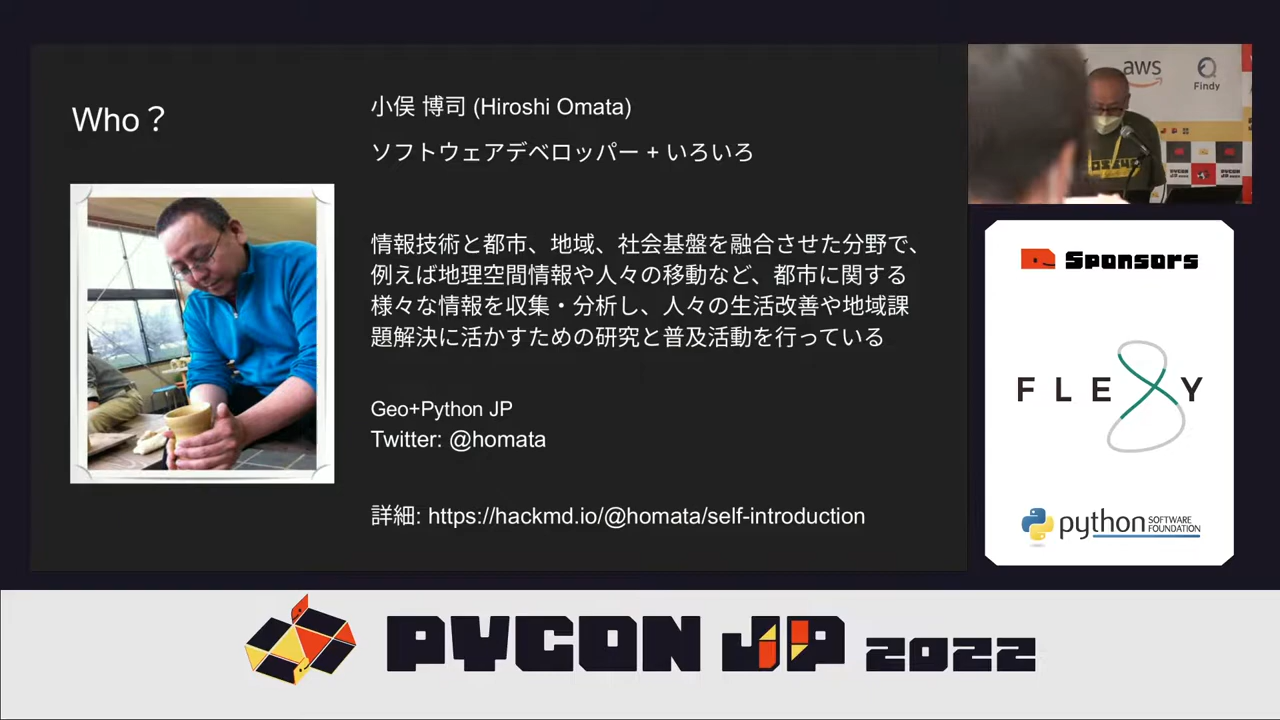 Who？
小俣 博司 (Hiroshi Omata)
ソフトウェアデベロッパー + いろいろ
情報技術と都市、地域、社会基盤を融合させた分野で、
例えば地理空間情報や人々の移動など、都市に関する
様々な情報を収集・分析し、人々の生活改善や地域課
題解決に活かすための研究と普及活動を行っている
Geo+Python JP
Twitter: @homata
詳細: https://hackmd.io/@homata/self-introduction
aws
Findy
Sponsors
FLEXY
python SOFTWARE FOUNDATION
PYCON JP 2022